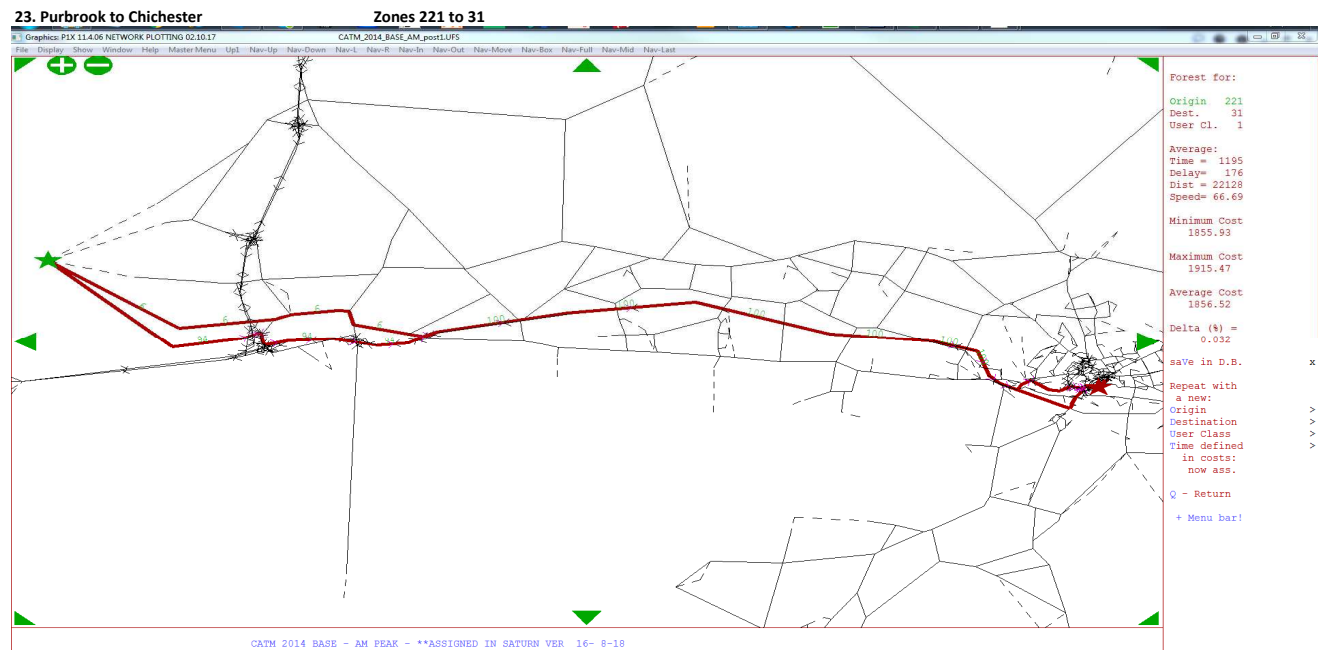 23. Purbrook to Chichester Zones 221 to 31
Graphics: P1X 11.4.06 NETWORK PLOTTING 02.10.17 CATM_2014_BASE_AM_post1.UFS
File Display Show Window Help Master Menu Up1 Nav-Up Nav-Down Nav-L Nav-R Nav-In Nav-Out Nav-Move Nav-Box Nav-Full Nav-Mid Nav-Last
Forest for:
Origin 221
Dest. 31
User Cl. 1
Average:
Time = 1195
Delay= 176
Dist = 22128
Speed= 66.69
Minimum Cost
1855.93
Maximum Cost
1915.47
Average Cost
1856.52
Delta (%) =
0.032
saVe in D.B. x
Repeat with
a new:
Origin >
Destination >
User Class >
Time defined >
in costs:
now ass.
Q - Return
+ Menu bar!
6
6
6
94
94
100
100
100
100
CATM 2014 BASE - AM PEAK - **ASSIGNED IN SATURN VER 16- 8-18